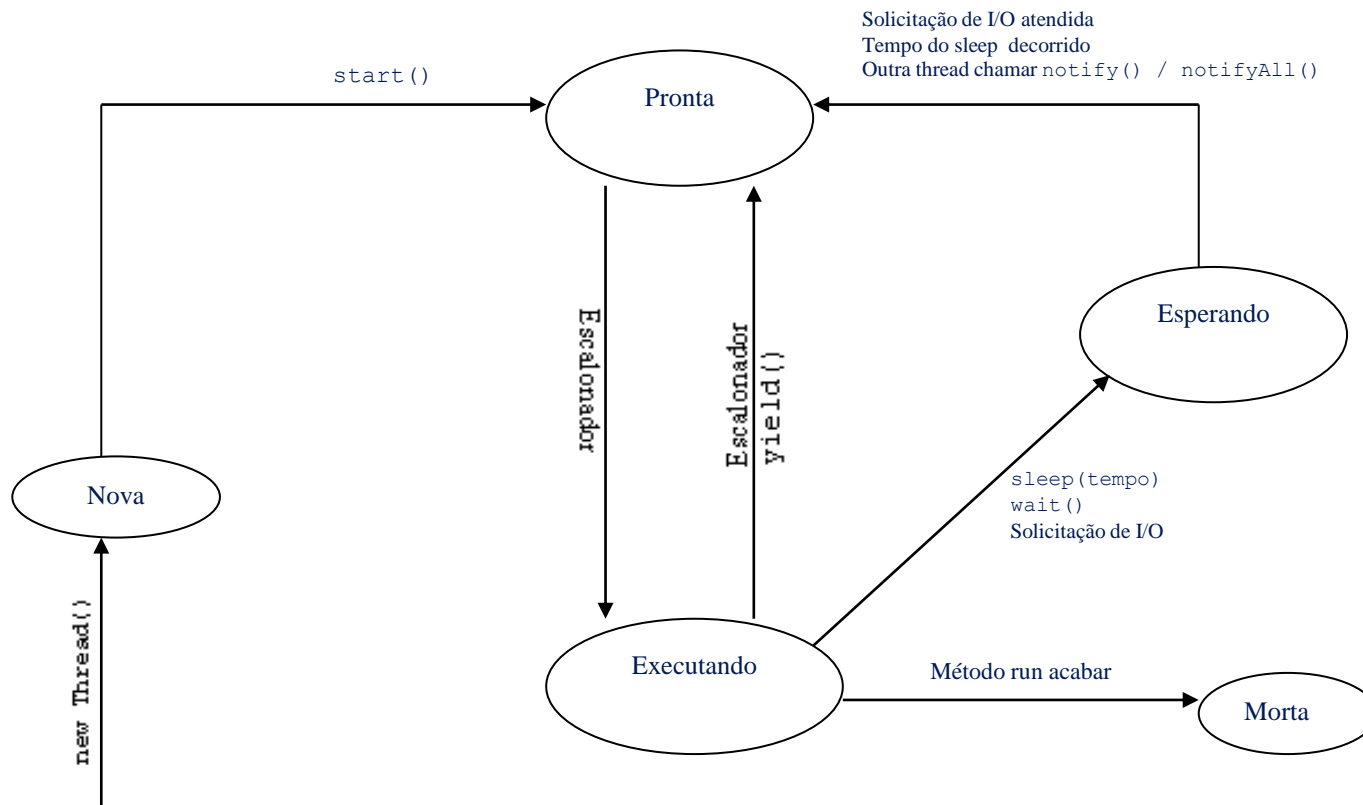 Solicitação de I/O atendida
Tempo do sleep decorrido
Outra thread chamar notify() / notifyAll()
start()
Pronta
Esperando
Escalonador
Escalonador
yield()
Nova
sleep(tempo)
wait()
Solicitação de I/O
new Thread()
Executando
Método run acabar
Morta